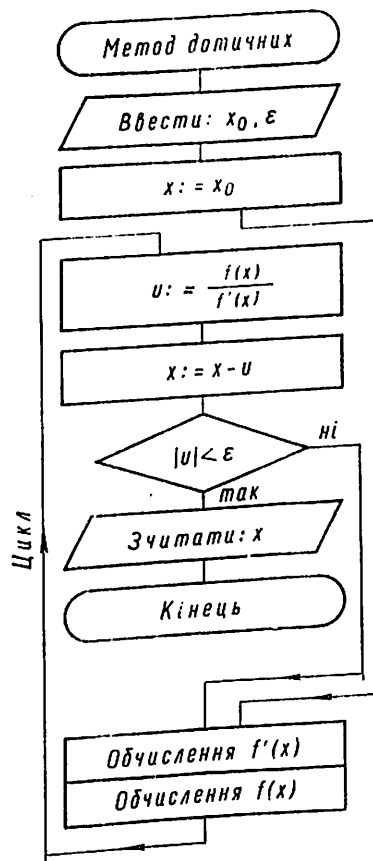 Метод дотичних
Ввести: x₀, ε
x: = x₀
u: = f(x) / f'(x)
x: = x - u
|u| < ε
ні
так
Зчитати: x
Кінець
Цикл
Обчислення f'(x)
Обчислення f(x)